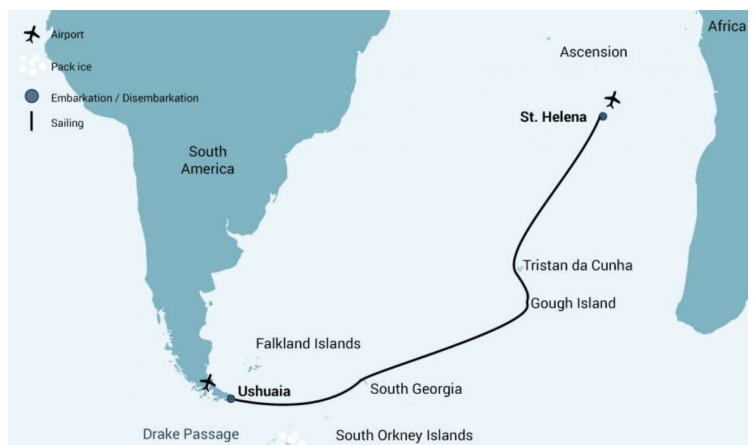 Airport
Pack ice
Embarkation / Disembarkation
Sailing
Africa
Ascension
St. Helena
South
America
Tristan da Cunha
Gough Island
Falkland Islands
Ushuaia
South Georgia
Drake Passage
South Orkney Islands